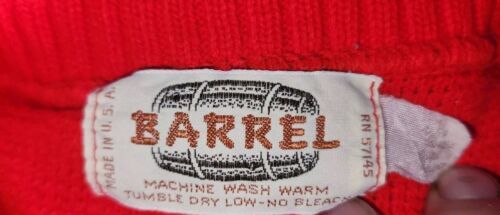 MADE IN U.S.A.
BARREL
RN 57145
MACHINE WASH WARM
TUMBLE DRY LOW-NO BLEACH